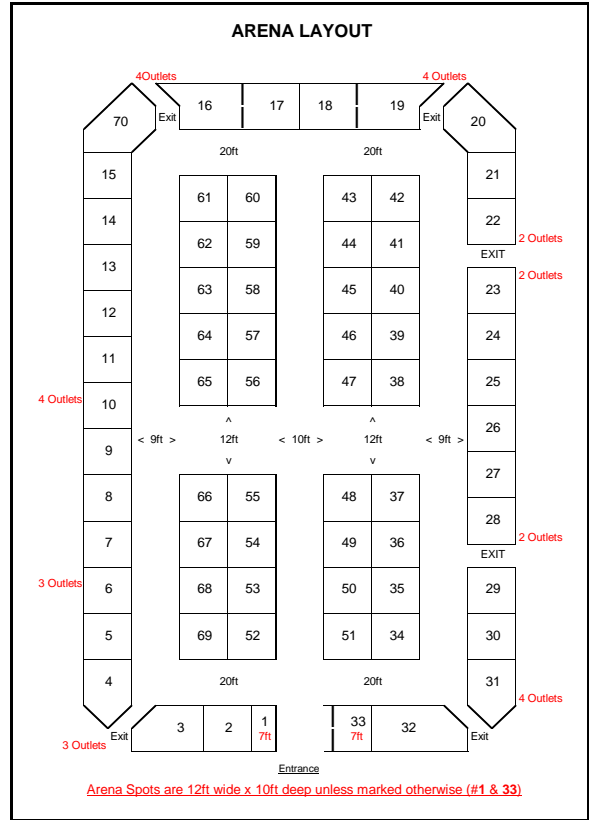 ARENA LAYOUT
4Outlets 4 Outlets
70 Exit 16 17 18 19 Exit 20
20ft 20ft
15 61 60 43 42 21
14 62 59 44 41 22
2 Outlets
EXIT
13 63 58 45 40
2 Outlets
23
12 64 57 46 39 24
11 65 56 47 38 25
4 Outlets 10
^ ^
26
< 9ft > 12ft < 10ft > 12ft < 9ft >
9
v v
27
8 66 55 48 37
28
7 67 54 49 36
2 Outlets
EXIT
3 Outlets 6 68 53 50 35 29
5 69 52 51 34 30
4 20ft 20ft 31
4 Outlets
3 2 1 33 32
Exit 7ft 7ft Exit
3 Outlets
Entrance
Arena Spots are 12ft wide x 10ft deep unless marked otherwise (#1 & 33)